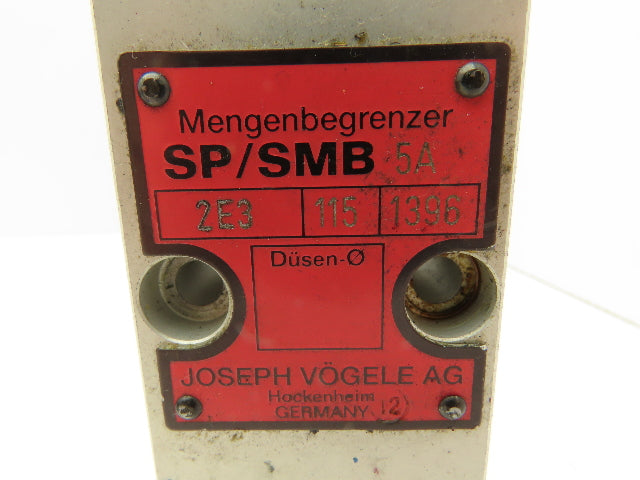 Mengenbegrenzer
SP/SMB 5A
2E3 115 1396
Düsen-Ø
JOSEPH VÖGELE AG
Hockenheim
GERMANY 12